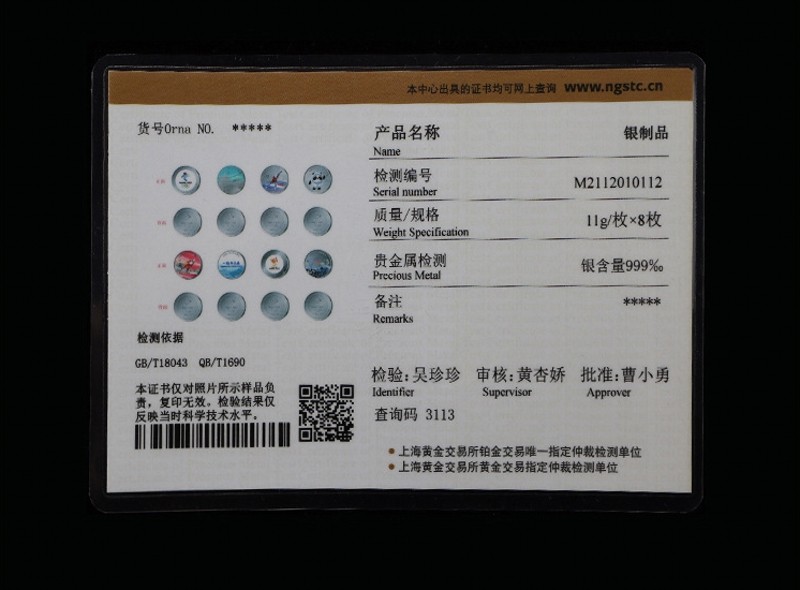 本中心出具的证书均可网上查询 www.ngstc.cn
货号Orna NO. *****
产品名称 银制品
Name
检测编号 M2112010112
Serial number
质量/规格 11g/枚×8枚
Weight Specification
贵金属检测 银含量999‰
Precious Metal
备注 *****
Remarks
检测依据
GB/T18043 QB/T1690
本证书仅对照片所示样品负
责，复印无效。检验结果仅
反映当时科学技术水平。
检验:吴珍珍 审核:黄杏娇 批准:曹小勇
Identifier Supervisor Approver
查询码 3113
上海黄金交易所铂金交易唯一指定仲裁检测单位
上海黄金交易所黄金交易指定仲裁检测单位